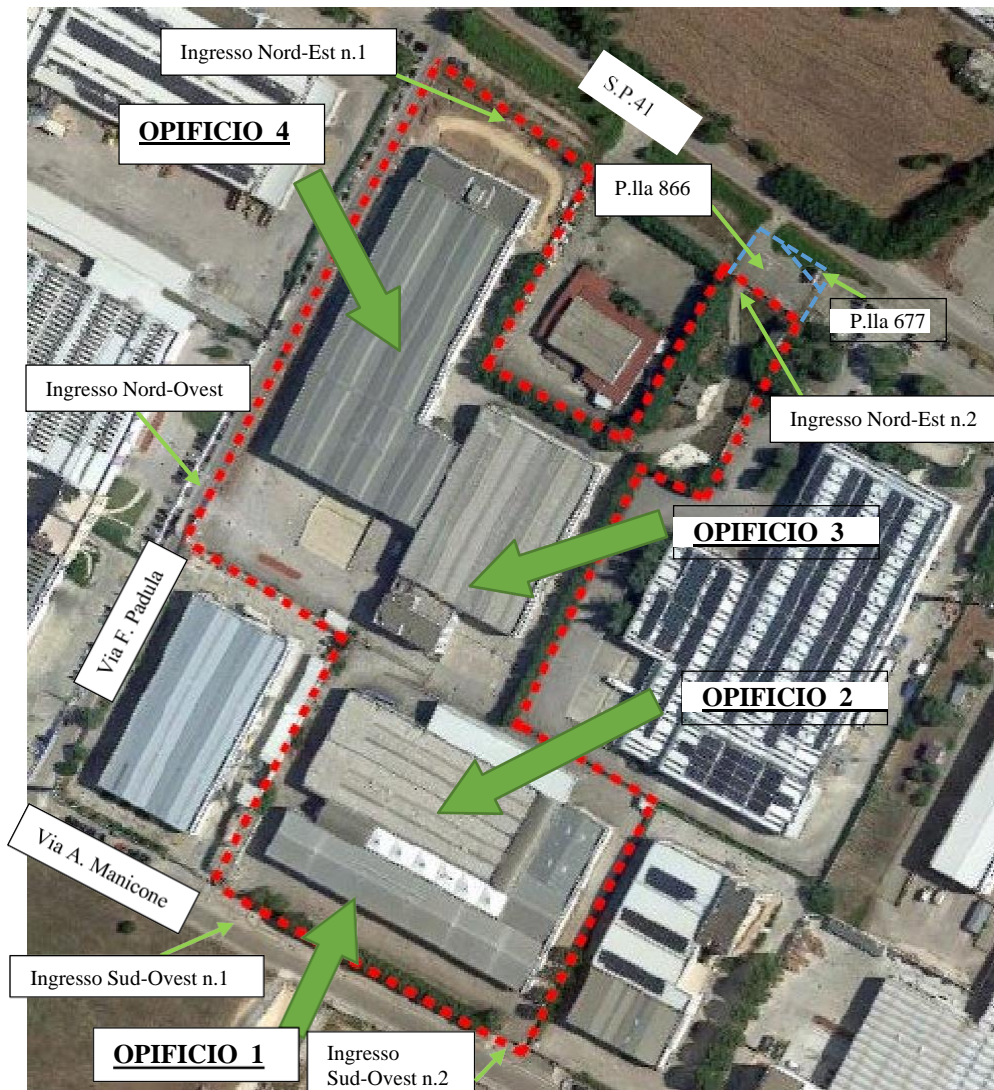 Ingresso Nord-Est n.1
S.P.41
OPIFICIO 4
P.lla 866
P.lla 677
Ingresso Nord-Ovest
Ingresso Nord-Est n.2
OPIFICIO 3
Via F. Padula
OPIFICIO 2
Via A. Manicone
Ingresso Sud-Ovest n.1
OPIFICIO 1
Ingresso
Sud-Ovest n.2